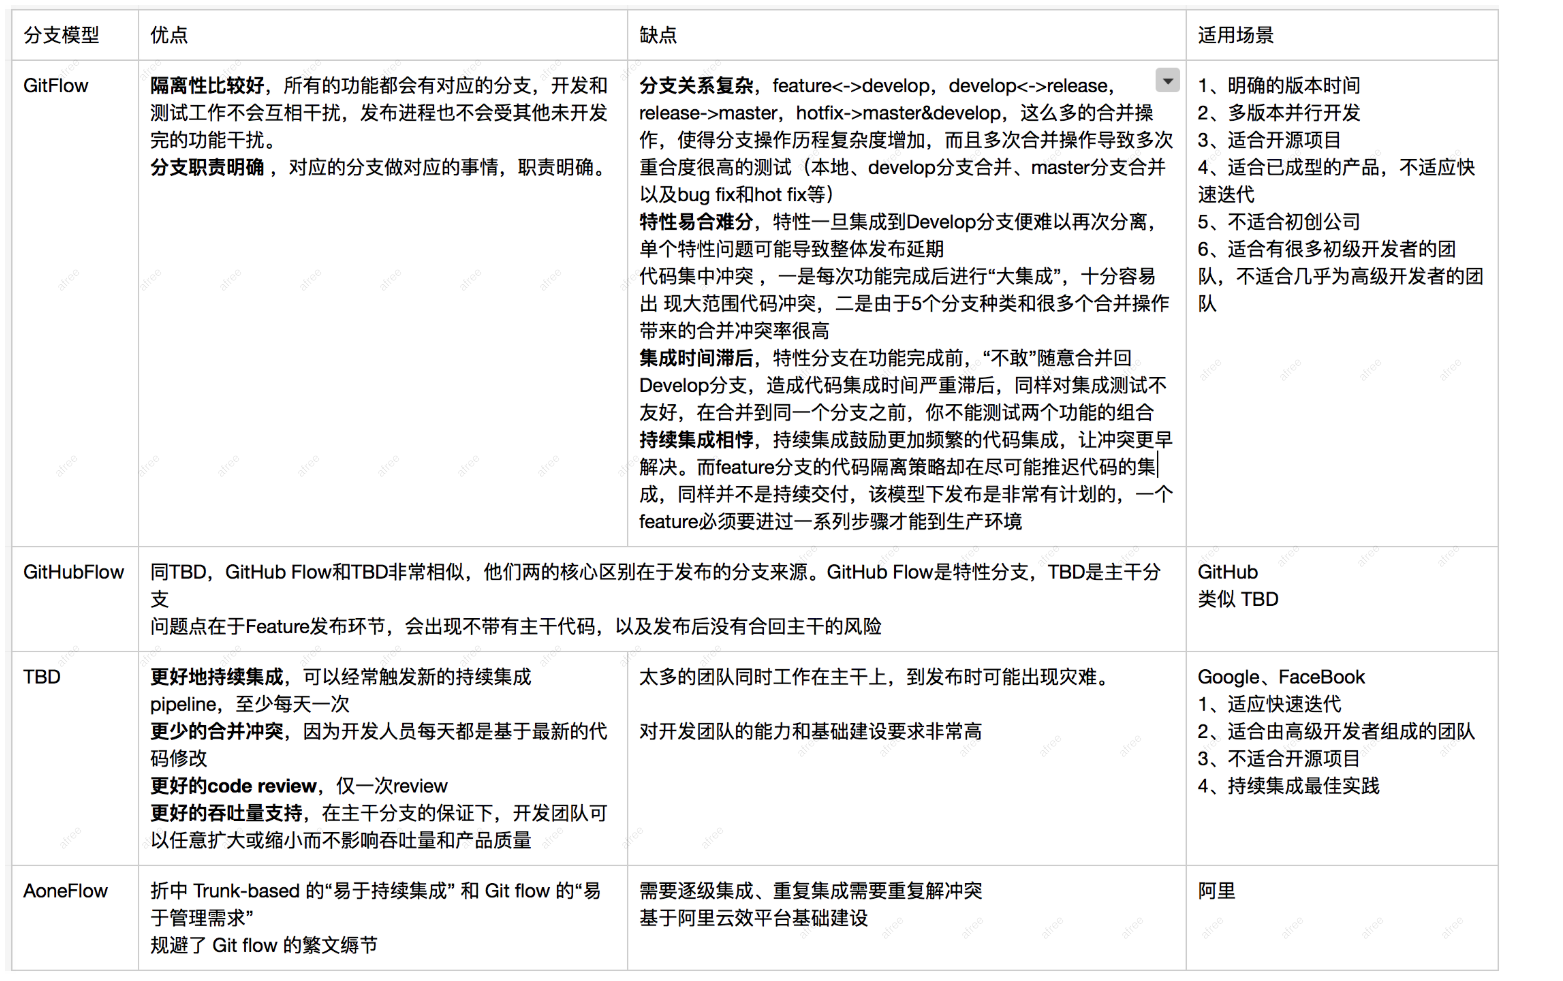 分支模型
优点
缺点
适用场景
GitFlow
隔离性比较好，所有的功能都会有对应的分支，开发和
测试工作不会互相干扰，发布进程也不会受其他未开发
完的功能干扰。
分支职责明确 ，对应的分支做对应的事情，职责明确。
分支关系复杂，feature<->develop，develop<->release，
release->master，hotfix->master&develop，这么多的合并操
作，使得分支操作历程复杂度增加，而且多次合并操作导致多次
重合度很高的测试（本地、develop分支合并、master分支合并
以及bug fix和hot fix等）
特性易合难分，特性一旦集成到Develop分支便难以再次分离，
单个特性问题可能导致整体发布延期
代码集中冲突 ，一是每次功能完成后进行“大集成”，十分容易
出 现大范围代码冲突，二是由于5个分支种类和很多个合并操作
带来的合并冲突率很高
集成时间滞后，特性分支在功能完成前，“不敢”随意合并回
Develop分支，造成代码集成时间严重滞后，同样对集成测试不
友好，在合并到同一个分支之前，你不能测试两个功能的组合
持续集成相悖，持续集成鼓励更加频繁的代码集成，让冲突更早
解决。而feature分支的代码隔离策略却在尽可能推迟代码的集
成，同样并不是持续交付，该模型下发布是非常有计划的，一个
feature必须要进过一系列步骤才能到生产环境
1、明确的版本时间
2、多版本并行开发
3、适合开源项目
4、适合已成型的产品，不适应快
速迭代
5、不适合初创公司
6、适合有很多初级开发者的团
队，不适合几乎为高级开发者的团
队
GitHubFlow
同TBD，GitHub Flow和TBD非常相似，他们两的核心区别在于发布的分支来源。GitHub Flow是特性分支，TBD是主干分
支
问题点在于Feature发布环节，会出现不带有主干代码，以及发布后没有合回主干的风险
GitHub
类似 TBD
TBD
更好地持续集成，可以经常触发新的持续集成
pipeline，至少每天一次
更少的合并冲突，因为开发人员每天都是基于最新的代
码修改
更好的code review，仅一次review
更好的吞吐量支持，在主干分支的保证下，开发团队可
以任意扩大或缩小而不影响吞吐量和产品质量
太多的团队同时工作在主干上，到发布时可能出现灾难。
对开发团队的能力和基础建设要求非常高
Google、FaceBook
1、适应快速迭代
2、适合由高级开发者组成的团队
3、不适合开源项目
4、持续集成最佳实践
AoneFlow
折中 Trunk-based 的“易于持续集成” 和 Git flow 的“易
于管理需求”
规避了 Git flow 的繁文缛节
需要逐级集成、重复集成需要重复解冲突
基于阿里云效平台基础建设
阿里